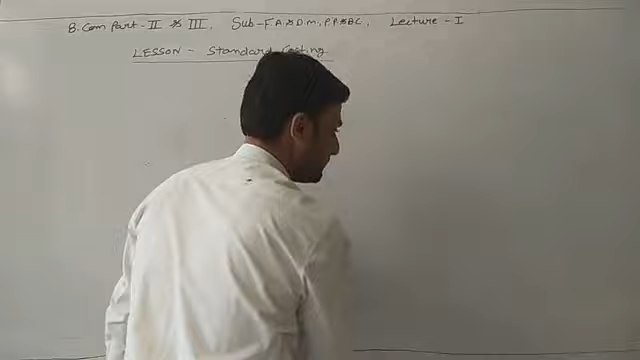 B. Com Part - II & III, Sub - F.A. & D.M., P.P. & B.C., Lecture - I
LESSON - Standard Costing